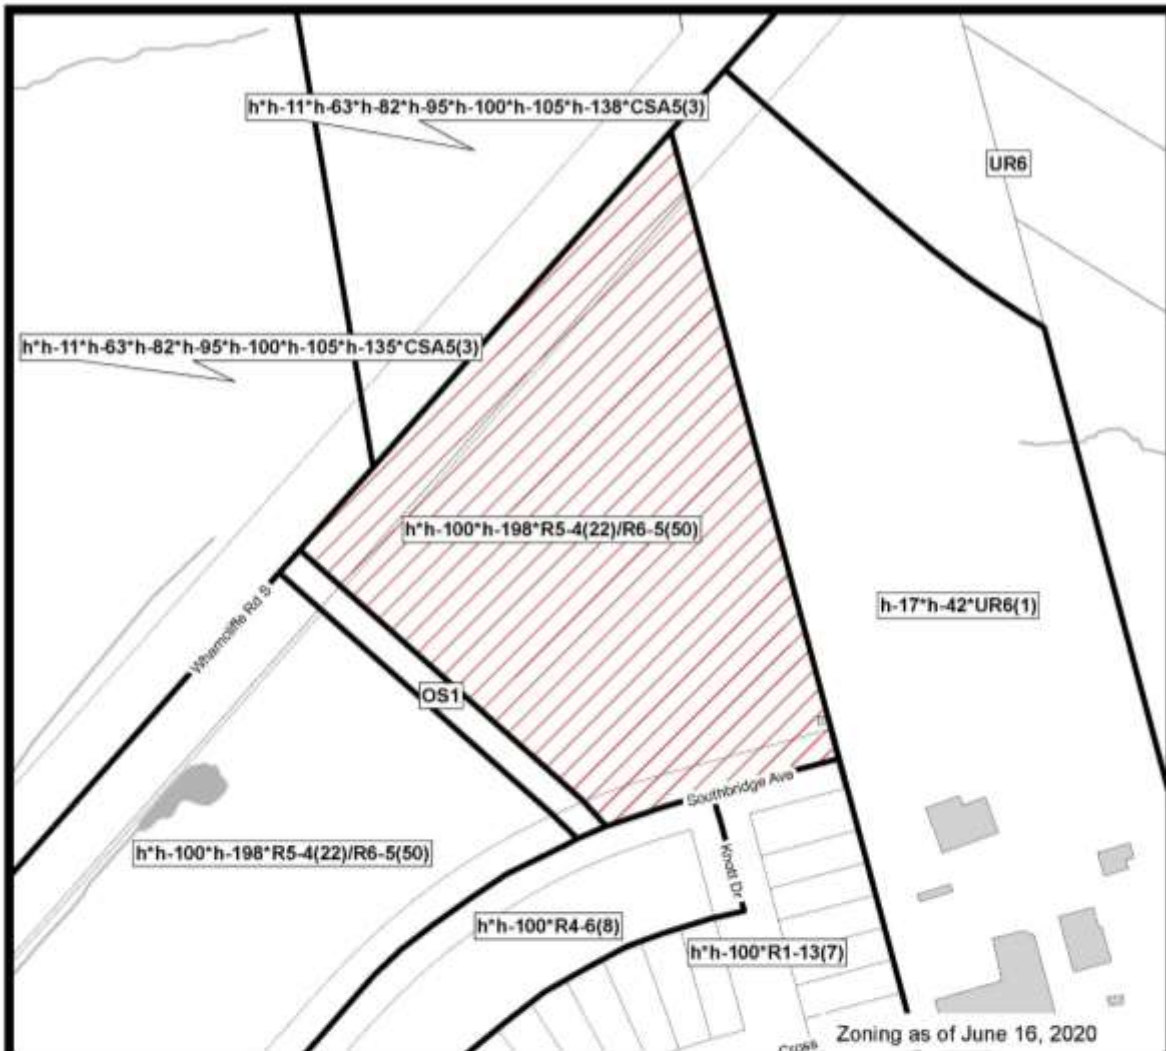 h*h-11*h-63*h-82*h-95*h-100*h-105*h-138*CSA5(3)
UR6
h*h-11*h-63*h-82*h-95*h-100*h-105*h-135*CSA5(3)
h*h-100*h-198*R5-4(22)/R6-5(50)
h-17*h-42*UR6(1)
Wharncliffe Rd S
OS1
Southbridge Ave
h*h-100*h-198*R5-4(22)/R6-5(50)
Knott Dr
h*h-100*R4-6(8)
h*h-100*R1-13(7)
Cross
Zoning as of June 16, 2020